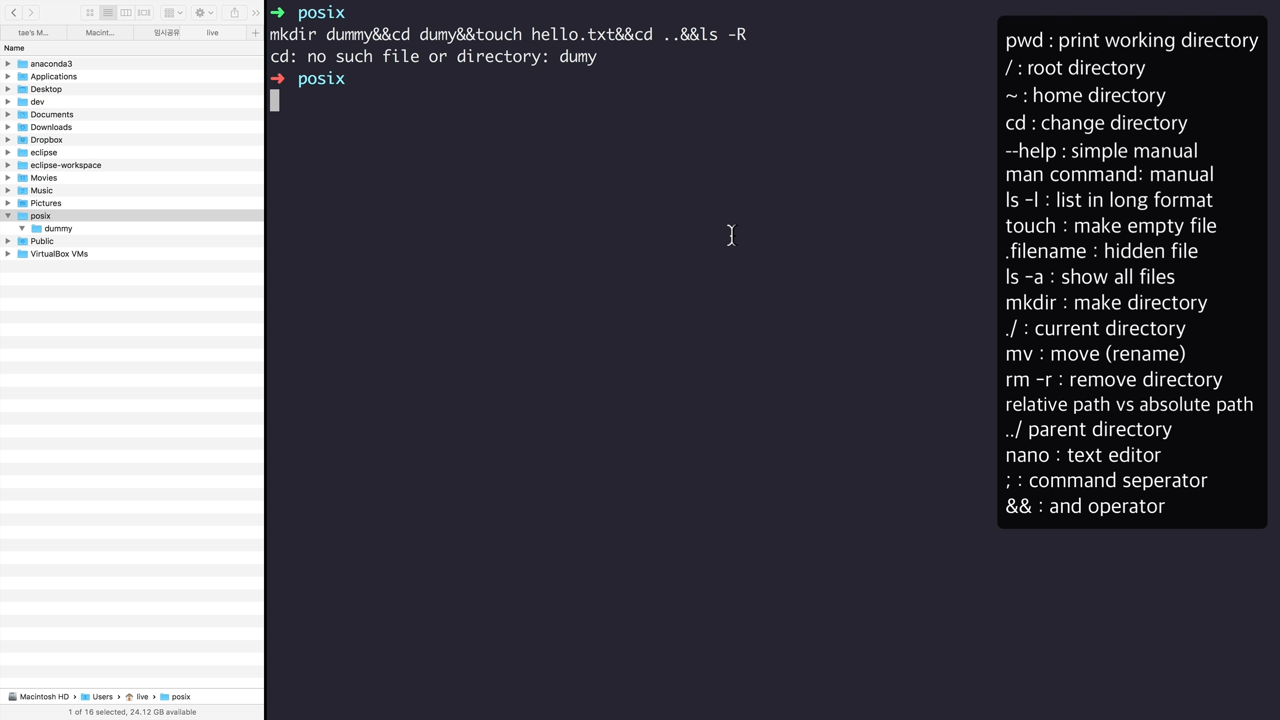 tae's M...
Macint...
임시공유
live
Name
anaconda3
Applications
Desktop
dev
Documents
Downloads
Dropbox
eclipse
eclipse-workspace
Movies
Music
Pictures
posix
dummy
Public
VirtualBox VMs
Macintosh HD › Users › live › posix
1 of 16 selected, 24.12 GB available
➜ posix
mkdir dummy&&cd dumy&&touch hello.txt&&cd ..&&ls -R
cd: no such file or directory: dumy
➜ posix
pwd : print working directory
/ : root directory
~ : home directory
cd : change directory
--help : simple manual
man command: manual
ls -l : list in long format
touch : make empty file
.filename : hidden file
ls -a : show all files
mkdir : make directory
./ : current directory
mv : move (rename)
rm -r : remove directory
relative path vs absolute path
../ parent directory
nano : text editor
; : command seperator
&& : and operator